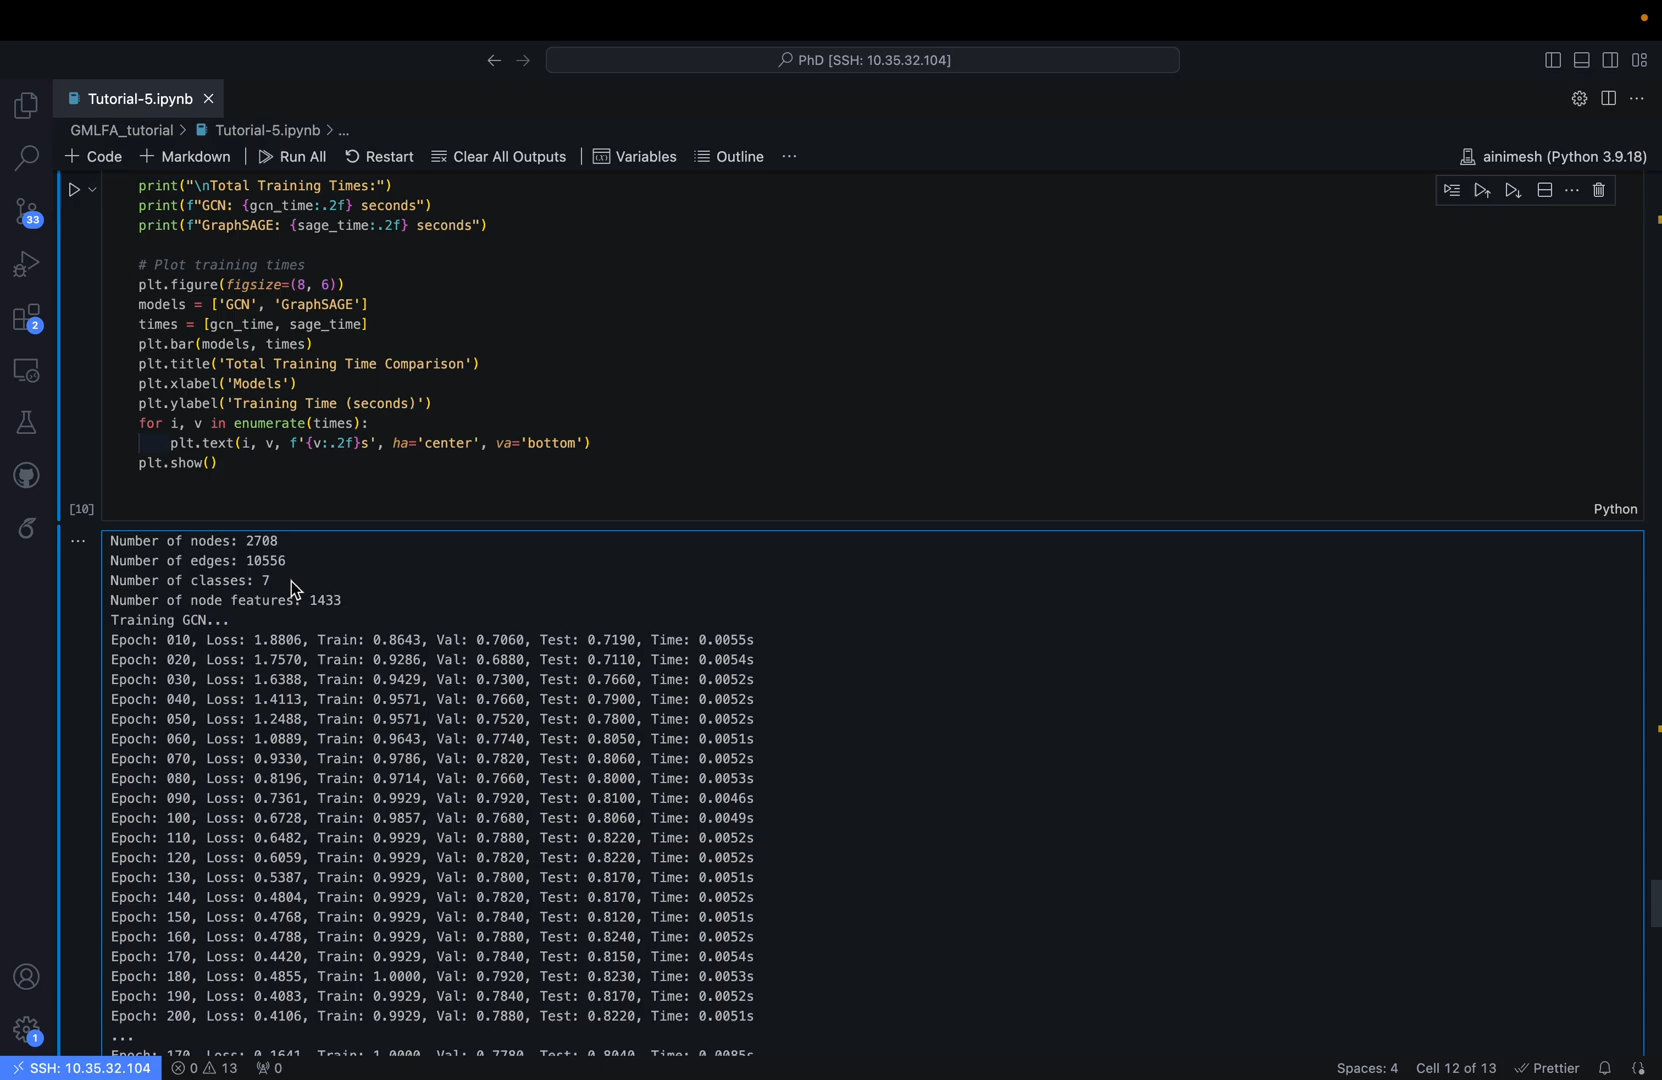 PhD [SSH: 10.35.32.104]
Tutorial-5.ipynb
GMLFA_tutorial > Tutorial-5.ipynb > ...
Code Markdown Run All Restart Clear All Outputs Variables Outline ... ainimesh (Python 3.9.18)
print("\nTotal Training Times:")
print(f"GCN: {gcn_time:.2f} seconds")
33
print(f"GraphSAGE: {sage_time:.2f} seconds")
# Plot training times
plt.figure(figsize=(8, 6))
models = ['GCN', 'GraphSAGE']
times = [gcn_time, sage_time]
2
plt.bar(models, times)
plt.title('Total Training Time Comparison')
plt.xlabel('Models')
plt.ylabel('Training Time (seconds)')
for i, v in enumerate(times):
plt.text(i, v, f'{v:.2f}s', ha='center', va='bottom')
plt.show()
[10] Python
Number of nodes: 2708
Number of edges: 10556
Number of classes: 7
Number of node features: 1433
Training GCN...
Epoch: 010, Loss: 1.8806, Train: 0.8643, Val: 0.7060, Test: 0.7190, Time: 0.0055s
Epoch: 020, Loss: 1.7570, Train: 0.9286, Val: 0.6880, Test: 0.7110, Time: 0.0054s
Epoch: 030, Loss: 1.6388, Train: 0.9429, Val: 0.7300, Test: 0.7660, Time: 0.0052s
Epoch: 040, Loss: 1.4113, Train: 0.9571, Val: 0.7660, Test: 0.7900, Time: 0.0052s
Epoch: 050, Loss: 1.2488, Train: 0.9571, Val: 0.7520, Test: 0.7800, Time: 0.0052s
Epoch: 060, Loss: 1.0889, Train: 0.9643, Val: 0.7740, Test: 0.8050, Time: 0.0051s
Epoch: 070, Loss: 0.9330, Train: 0.9786, Val: 0.7820, Test: 0.8060, Time: 0.0052s
Epoch: 080, Loss: 0.8196, Train: 0.9714, Val: 0.7660, Test: 0.8000, Time: 0.0053s
Epoch: 090, Loss: 0.7361, Train: 0.9929, Val: 0.7920, Test: 0.8100, Time: 0.0046s
Epoch: 100, Loss: 0.6728, Train: 0.9857, Val: 0.7680, Test: 0.8060, Time: 0.0049s
Epoch: 110, Loss: 0.6482, Train: 0.9929, Val: 0.7880, Test: 0.8220, Time: 0.0052s
Epoch: 120, Loss: 0.6059, Train: 0.9929, Val: 0.7820, Test: 0.8220, Time: 0.0052s
Epoch: 130, Loss: 0.5387, Train: 0.9929, Val: 0.7800, Test: 0.8170, Time: 0.0051s
Epoch: 140, Loss: 0.4804, Train: 0.9929, Val: 0.7820, Test: 0.8170, Time: 0.0052s
Epoch: 150, Loss: 0.4768, Train: 0.9929, Val: 0.7840, Test: 0.8120, Time: 0.0051s
Epoch: 160, Loss: 0.4788, Train: 0.9929, Val: 0.7880, Test: 0.8240, Time: 0.0052s
Epoch: 170, Loss: 0.4420, Train: 0.9929, Val: 0.7840, Test: 0.8150, Time: 0.0054s
Epoch: 180, Loss: 0.4855, Train: 1.0000, Val: 0.7920, Test: 0.8230, Time: 0.0053s
Epoch: 190, Loss: 0.4083, Train: 0.9929, Val: 0.7840, Test: 0.8170, Time: 0.0052s
Epoch: 200, Loss: 0.4106, Train: 0.9929, Val: 0.7880, Test: 0.8220, Time: 0.0051s
...
1
Epoch: 170, Loss: 0.1641, Train: 1.0000, Val: 0.7780, Test: 0.8040, Time: 0.0085s
SSH: 10.35.32.104 0 13 0 Spaces: 4 Cell 12 of 13 Prettier